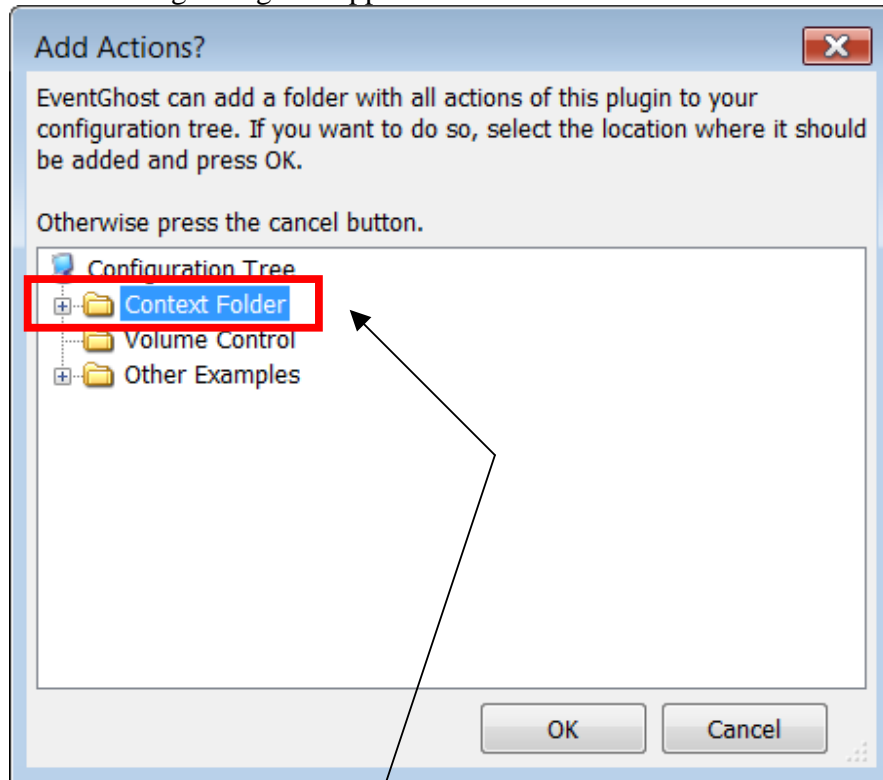 Add Actions?
EventGhost can add a folder with all actions of this plugin to your
configuration tree. If you want to do so, select the location where it should
be added and press OK.
Otherwise press the cancel button.
Configuration Tree
Context Folder
Volume Control
Other Examples
OK Cancel